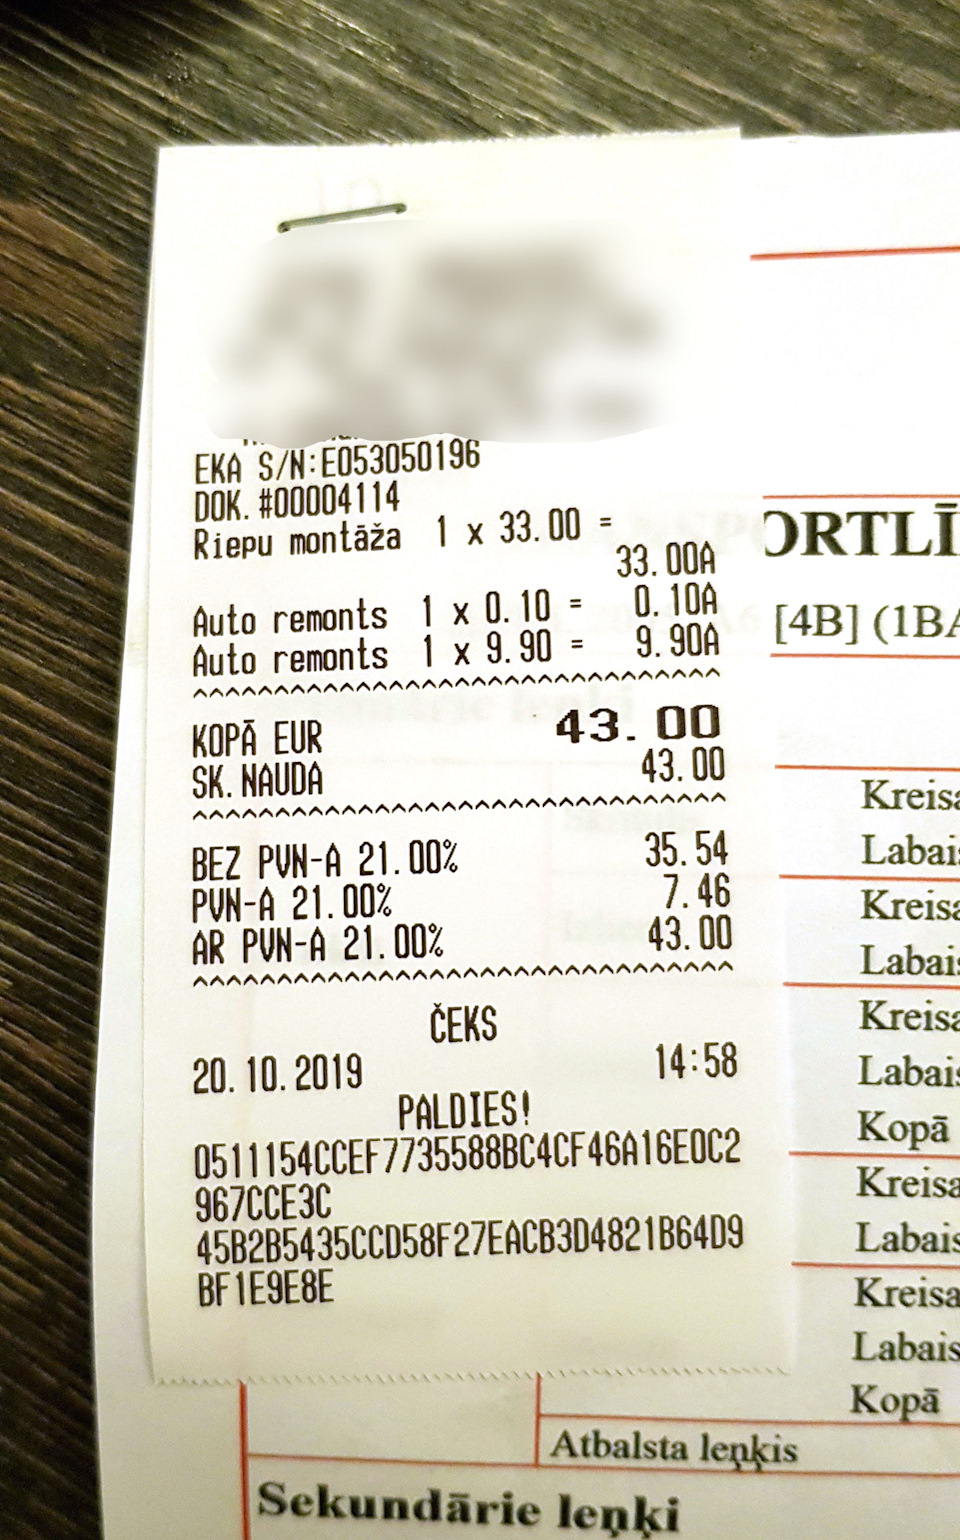 EKA S/N:E053050196
DOK. #00004114
Riepu montāža 1 x 33.00 =
33.00A
Auto remonts 1 x 0.10 = 0.10A
Auto remonts 1 x 9.90 = 9.90A
^^^^^^^^^^^^^^^^^^^^^^^^^^^^^^^^^^^^^^^^
KOPĀ EUR 43.00
SK. NAUDA 43.00
^^^^^^^^^^^^^^^^^^^^^^^^^^^^^^^^^^^^^^^^
BEZ PVN-A 21.00% 35.54
PVN-A 21.00% 7.46
AR PVN-A 21.00% 43.00
^^^^^^^^^^^^^^^^^^^^^^^^^^^^^^^^^^^^^^^^
ČEKS
20.10.2019 14:58
PALDIES!
0511154CCEF7735588BC4CF46A16E0C2
967CCE3C
45B2B5435CCD58F27EACB3D4821B64D9
BF1E9E8E
ORTLĪ
[4B] (1BA
Kreisa
Labais
Kreisa
Labais
Kreisa
Labais
Kopā
Kreisa
Labais
Kreisa
Labais
Kopā
Atbalsta leņķis
Sekundārie leņķi